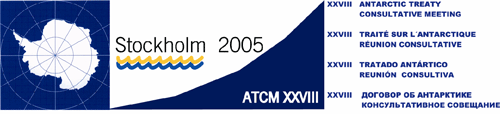 Stockholm 2005
ATCM XXVIII
XXVIII ANTARCTIC TREATY
CONSULTATIVE MEETING
XXVIII TRAITÉ SUR L'ANTARCTIQUE
RÉUNION CONSULTATIVE
XXVIII TRATADO ANTÁRTICO
REUNIÓN CONSULTIVA
XXVIII ДОГОВОР ОБ АНТАРКТИКЕ
КОНСУЛЬТАТИВНОЕ СОВЕЩАНИЕ